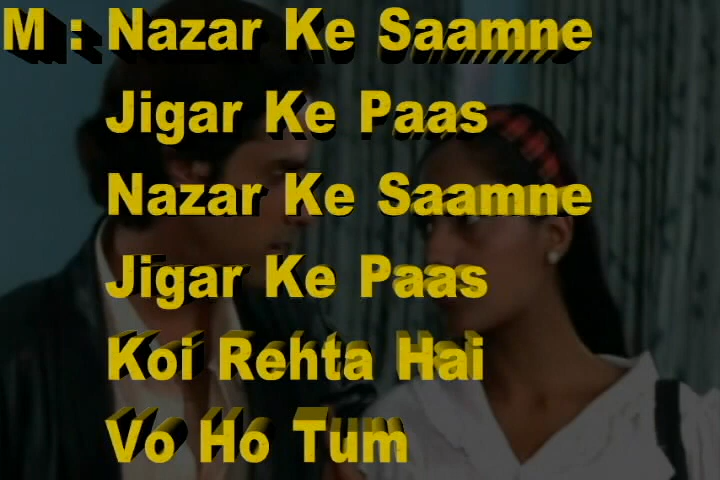 M : Nazar Ke Saamne
Jigar Ke Paas
Nazar Ke Saamne
Jigar Ke Paas
Koi Rehta Hai
Vo Ho Tum